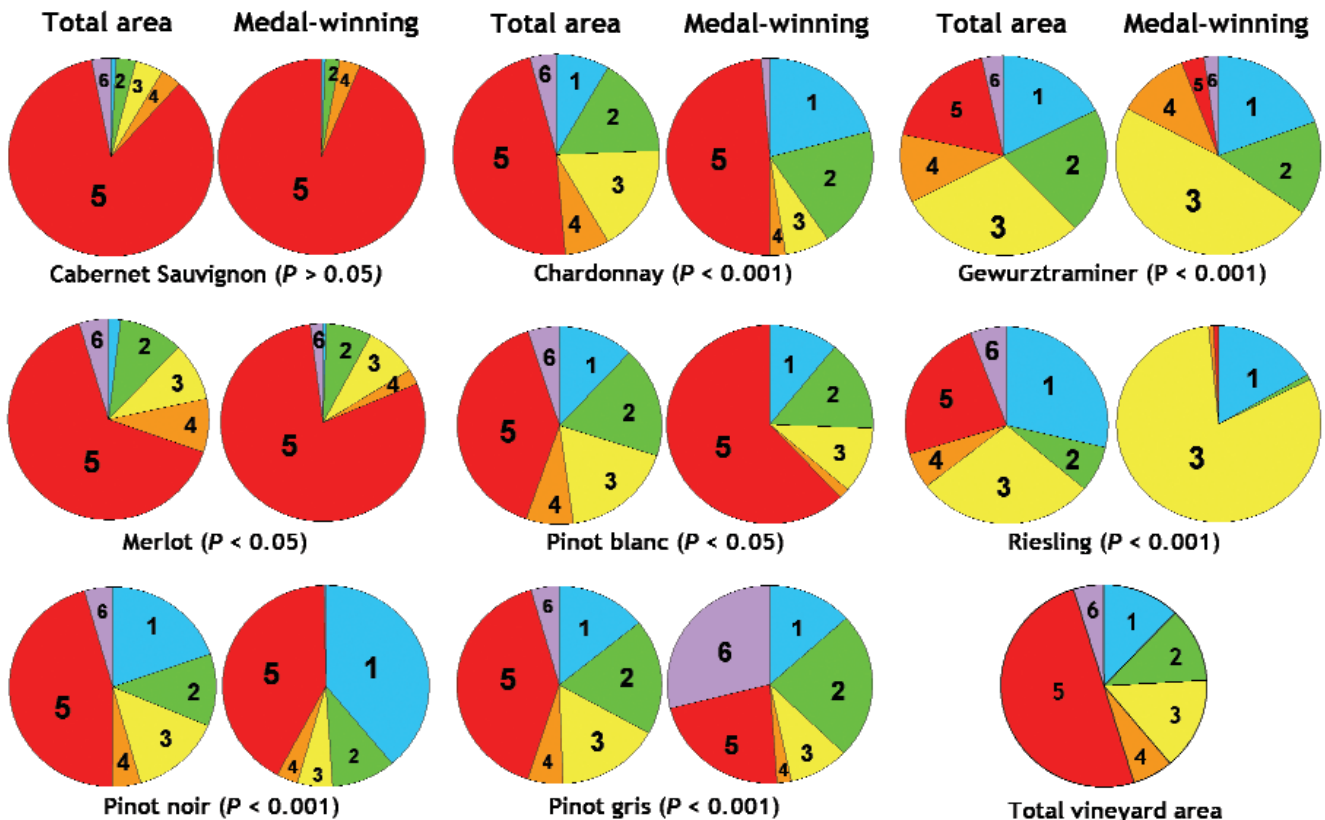 Total area Medal-winning Total area Medal-winning Total area Medal-winning
6 2 3 4 5
2 4 5
6 1 2 3 4 5
1 2 3 4 5
6 1 2 3 4 5
5 6 1 2 3 4
Cabernet Sauvignon (P > 0.05)
Chardonnay (P < 0.001)
Gewurztraminer (P < 0.001)
6 2 3 4 5
6 2 3 4 5
6 1 2 3 4 5
1 2 3 5
6 1 2 3 4 5
1 3
Merlot (P < 0.05)
Pinot blanc (P < 0.05)
Riesling (P < 0.001)
6 1 2 3 4 5
1 2 3 4 5
6 1 2 3 4 5
6 1 2 3 4 5
6 1 2 3 4 5
Pinot noir (P < 0.001)
Pinot gris (P < 0.001)
Total vineyard area